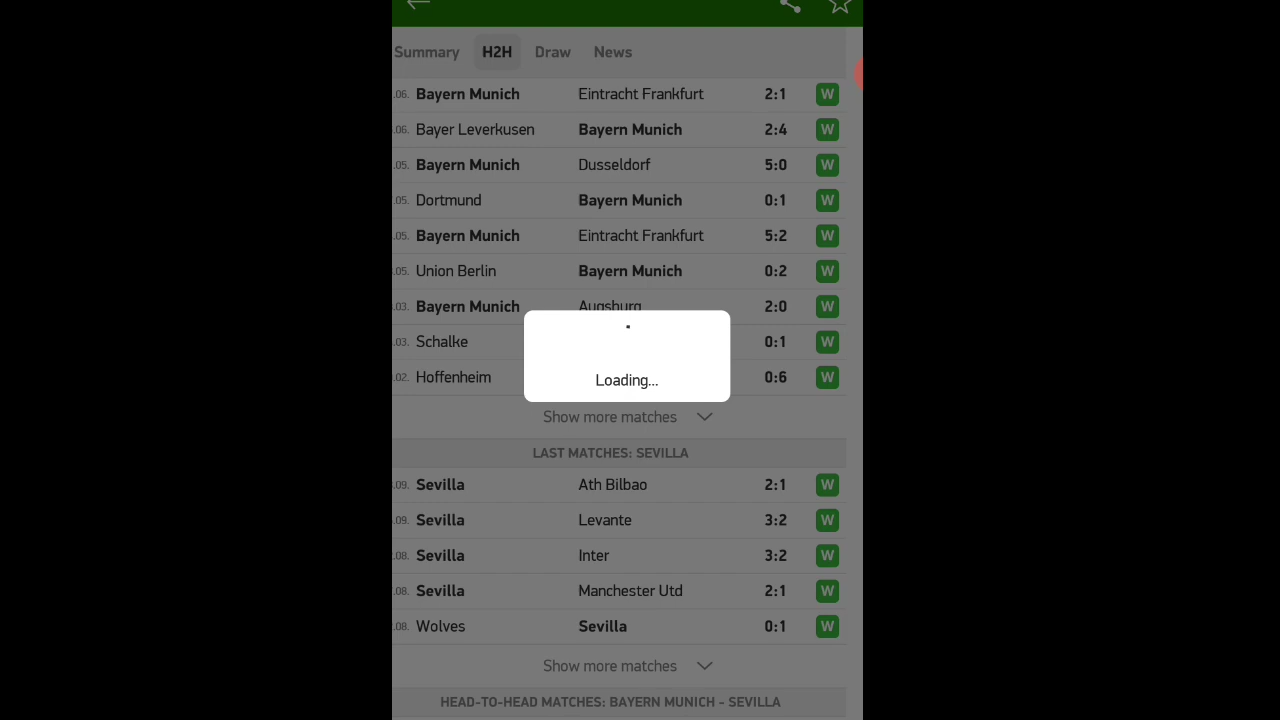 Summary H2H Draw News
.06. Bayern Munich Eintracht Frankfurt 2:1 W
.06. Bayer Leverkusen Bayern Munich 2:4 W
.05. Bayern Munich Dusseldorf 5:0 W
.05. Dortmund Bayern Munich 0:1 W
.05. Bayern Munich Eintracht Frankfurt 5:2 W
.05. Union Berlin Bayern Munich 0:2 W
.03. Bayern Munich Augsburg 2:0 W
.03. Schalke 0:1 W
.02. Hoffenheim 0:6 W
Loading...
Show more matches
LAST MATCHES: SEVILLA
.09. Sevilla Ath Bilbao 2:1 W
.09. Sevilla Levante 3:2 W
.08. Sevilla Inter 3:2 W
.08. Sevilla Manchester Utd 2:1 W
.08. Wolves Sevilla 0:1 W
Show more matches
HEAD-TO-HEAD MATCHES: BAYERN MUNICH - SEVILLA